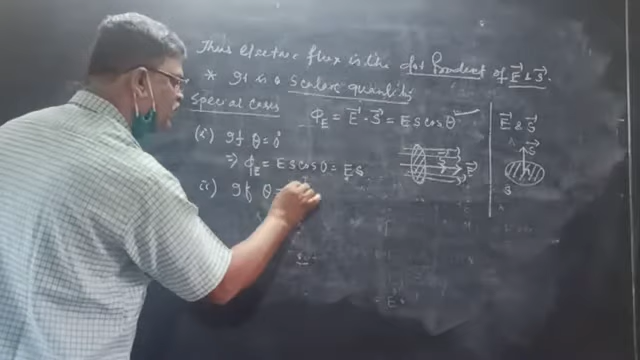 Thus electric flux is the dot Product of E⃗ & S⃗.
* It is a Scalar quantity
Special cases
Φ_E = E⃗ · S⃗ = E S cos θ
(i) If θ = 0°
⇒ Φ_E = E S cos 0 = E S
ii) If θ =
E⃗ & S⃗
S⃗
E⃗
S⃗
S